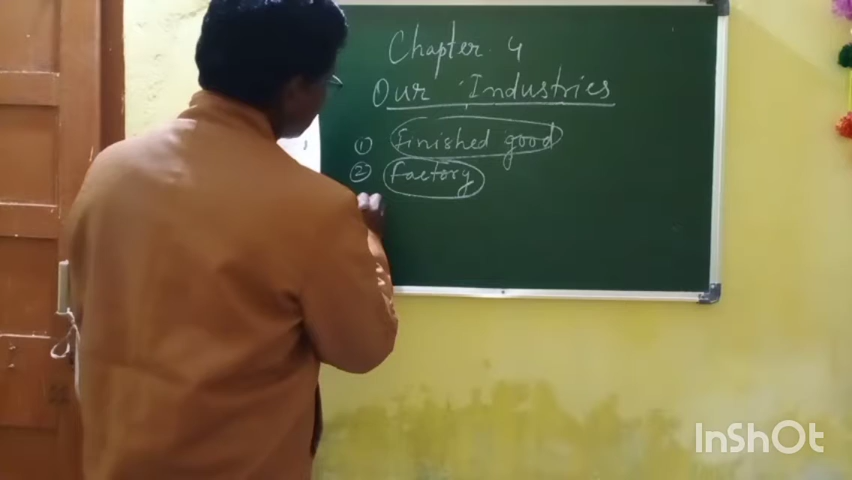 Chapter 4
Our Industries
① Finished good
② Factory
InShOt